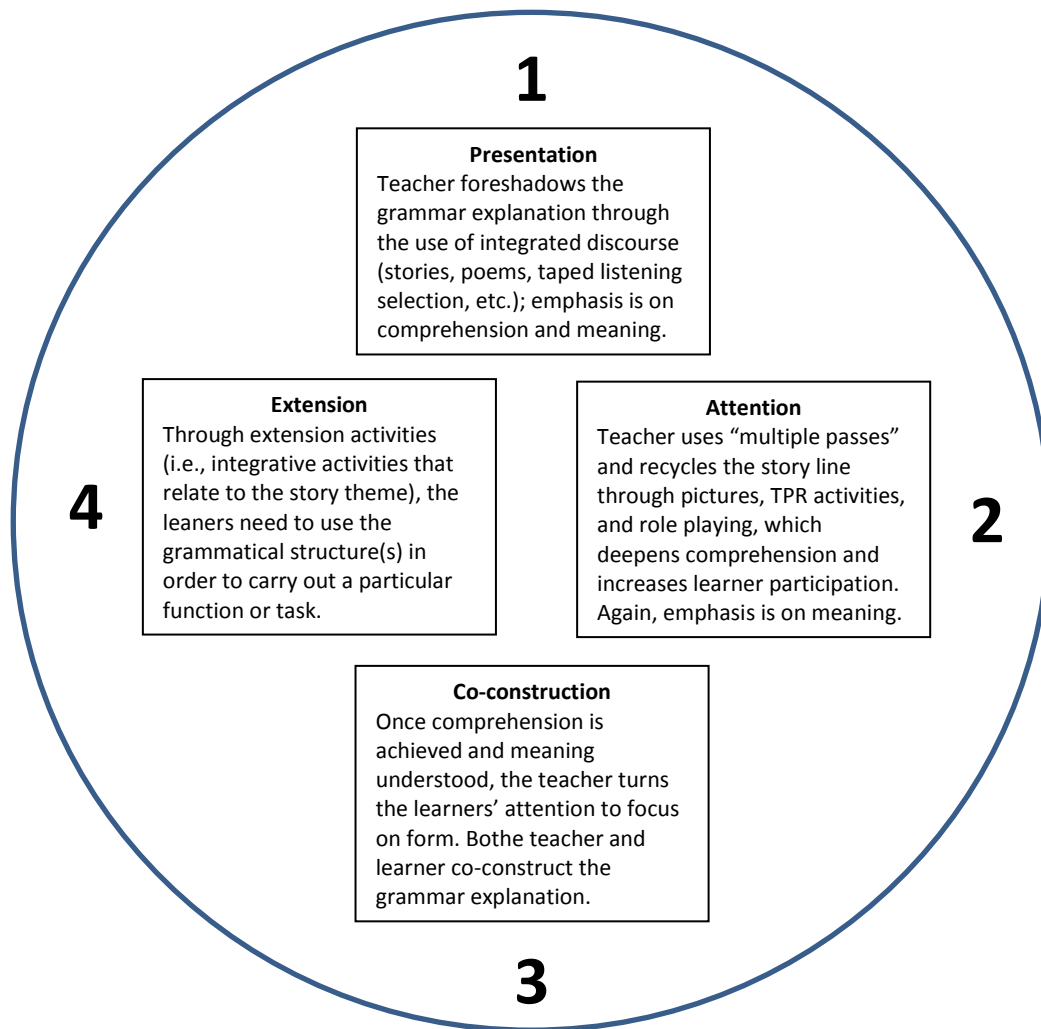 1
Presentation
Teacher foreshadows the
grammar explanation through
the use of integrated discourse
(stories, poems, taped listening
selection, etc.); emphasis is on
comprehension and meaning.
2
Attention
Teacher uses “multiple passes”
and recycles the story line
through pictures, TPR activities,
and role playing, which
deepens comprehension and
increases learner participation.
Again, emphasis is on meaning.
3
Co-construction
Once comprehension is
achieved and meaning
understood, the teacher turns
the learners’ attention to focus
on form. Bothe teacher and
learner co-construct the
grammar explanation.
4
Extension
Through extension activities
(i.e., integrative activities that
relate to the story theme), the
leaners need to use the
grammatical structure(s) in
order to carry out a particular
function or task.